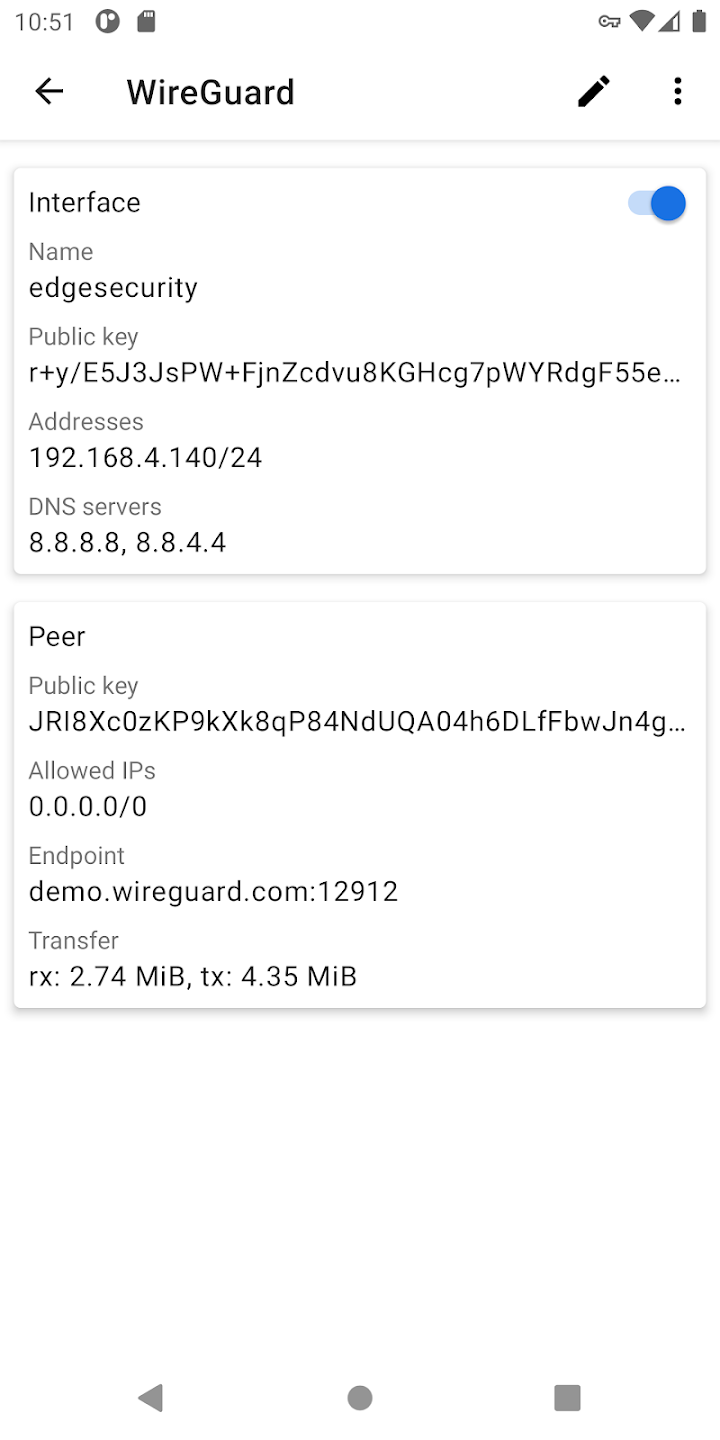 10:51
WireGuard
Interface
Name
edgesecurity
Public key
r+y/E5J3JsPW+FjnZcdvu8KGHcg7pWYRdgF55e…
Addresses
192.168.4.140/24
DNS servers
8.8.8.8, 8.8.4.4
Peer
Public key
JRI8Xc0zKP9kXk8qP84NdUQA04h6DLfFbwJn4g…
Allowed IPs
0.0.0.0/0
Endpoint
demo.wireguard.com:12912
Transfer
rx: 2.74 MiB, tx: 4.35 MiB